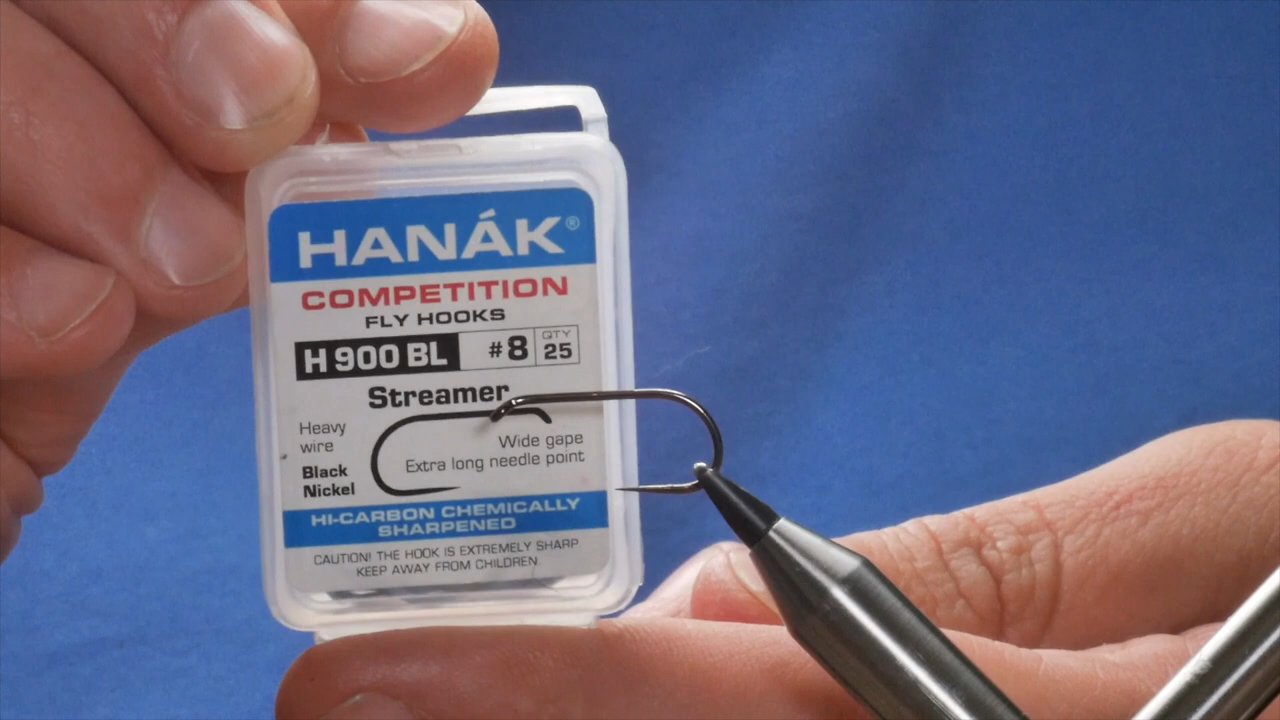 HANÁK®
COMPETITION
FLY HOOKS
H 900 BL #8 QTY 25
Streamer
Heavy wire
Wide gape
Extra long needle point
Black Nickel
HI-CARBON CHEMICALLY
SHARPENED
CAUTION! THE HOOK IS EXTREMELY SHARP
KEEP AWAY FROM CHILDREN